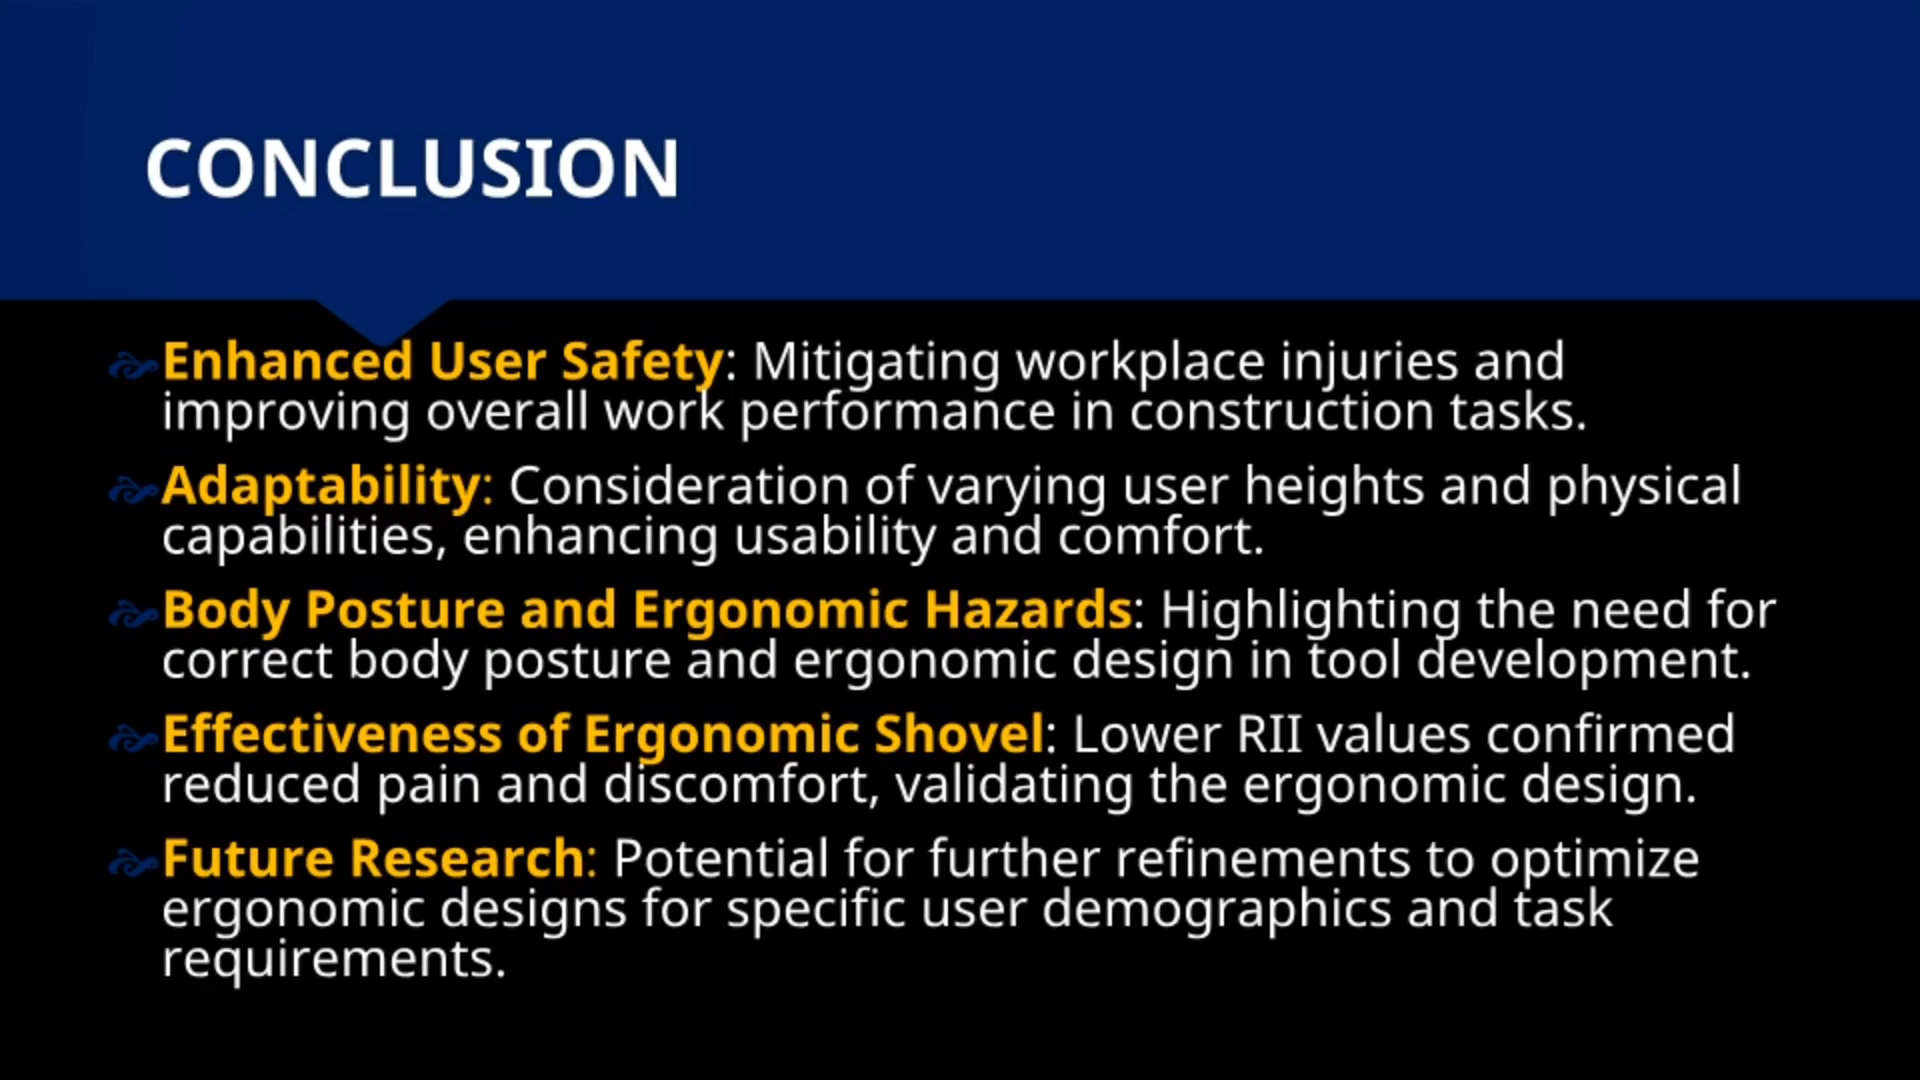 CONCLUSION
Enhanced User Safety: Mitigating workplace injuries and
improving overall work performance in construction tasks.
Adaptability: Consideration of varying user heights and physical
capabilities, enhancing usability and comfort.
Body Posture and Ergonomic Hazards: Highlighting the need for
correct body posture and ergonomic design in tool development.
Effectiveness of Ergonomic Shovel: Lower RII values confirmed
reduced pain and discomfort, validating the ergonomic design.
Future Research: Potential for further refinements to optimize
ergonomic designs for specific user demographics and task
requirements.